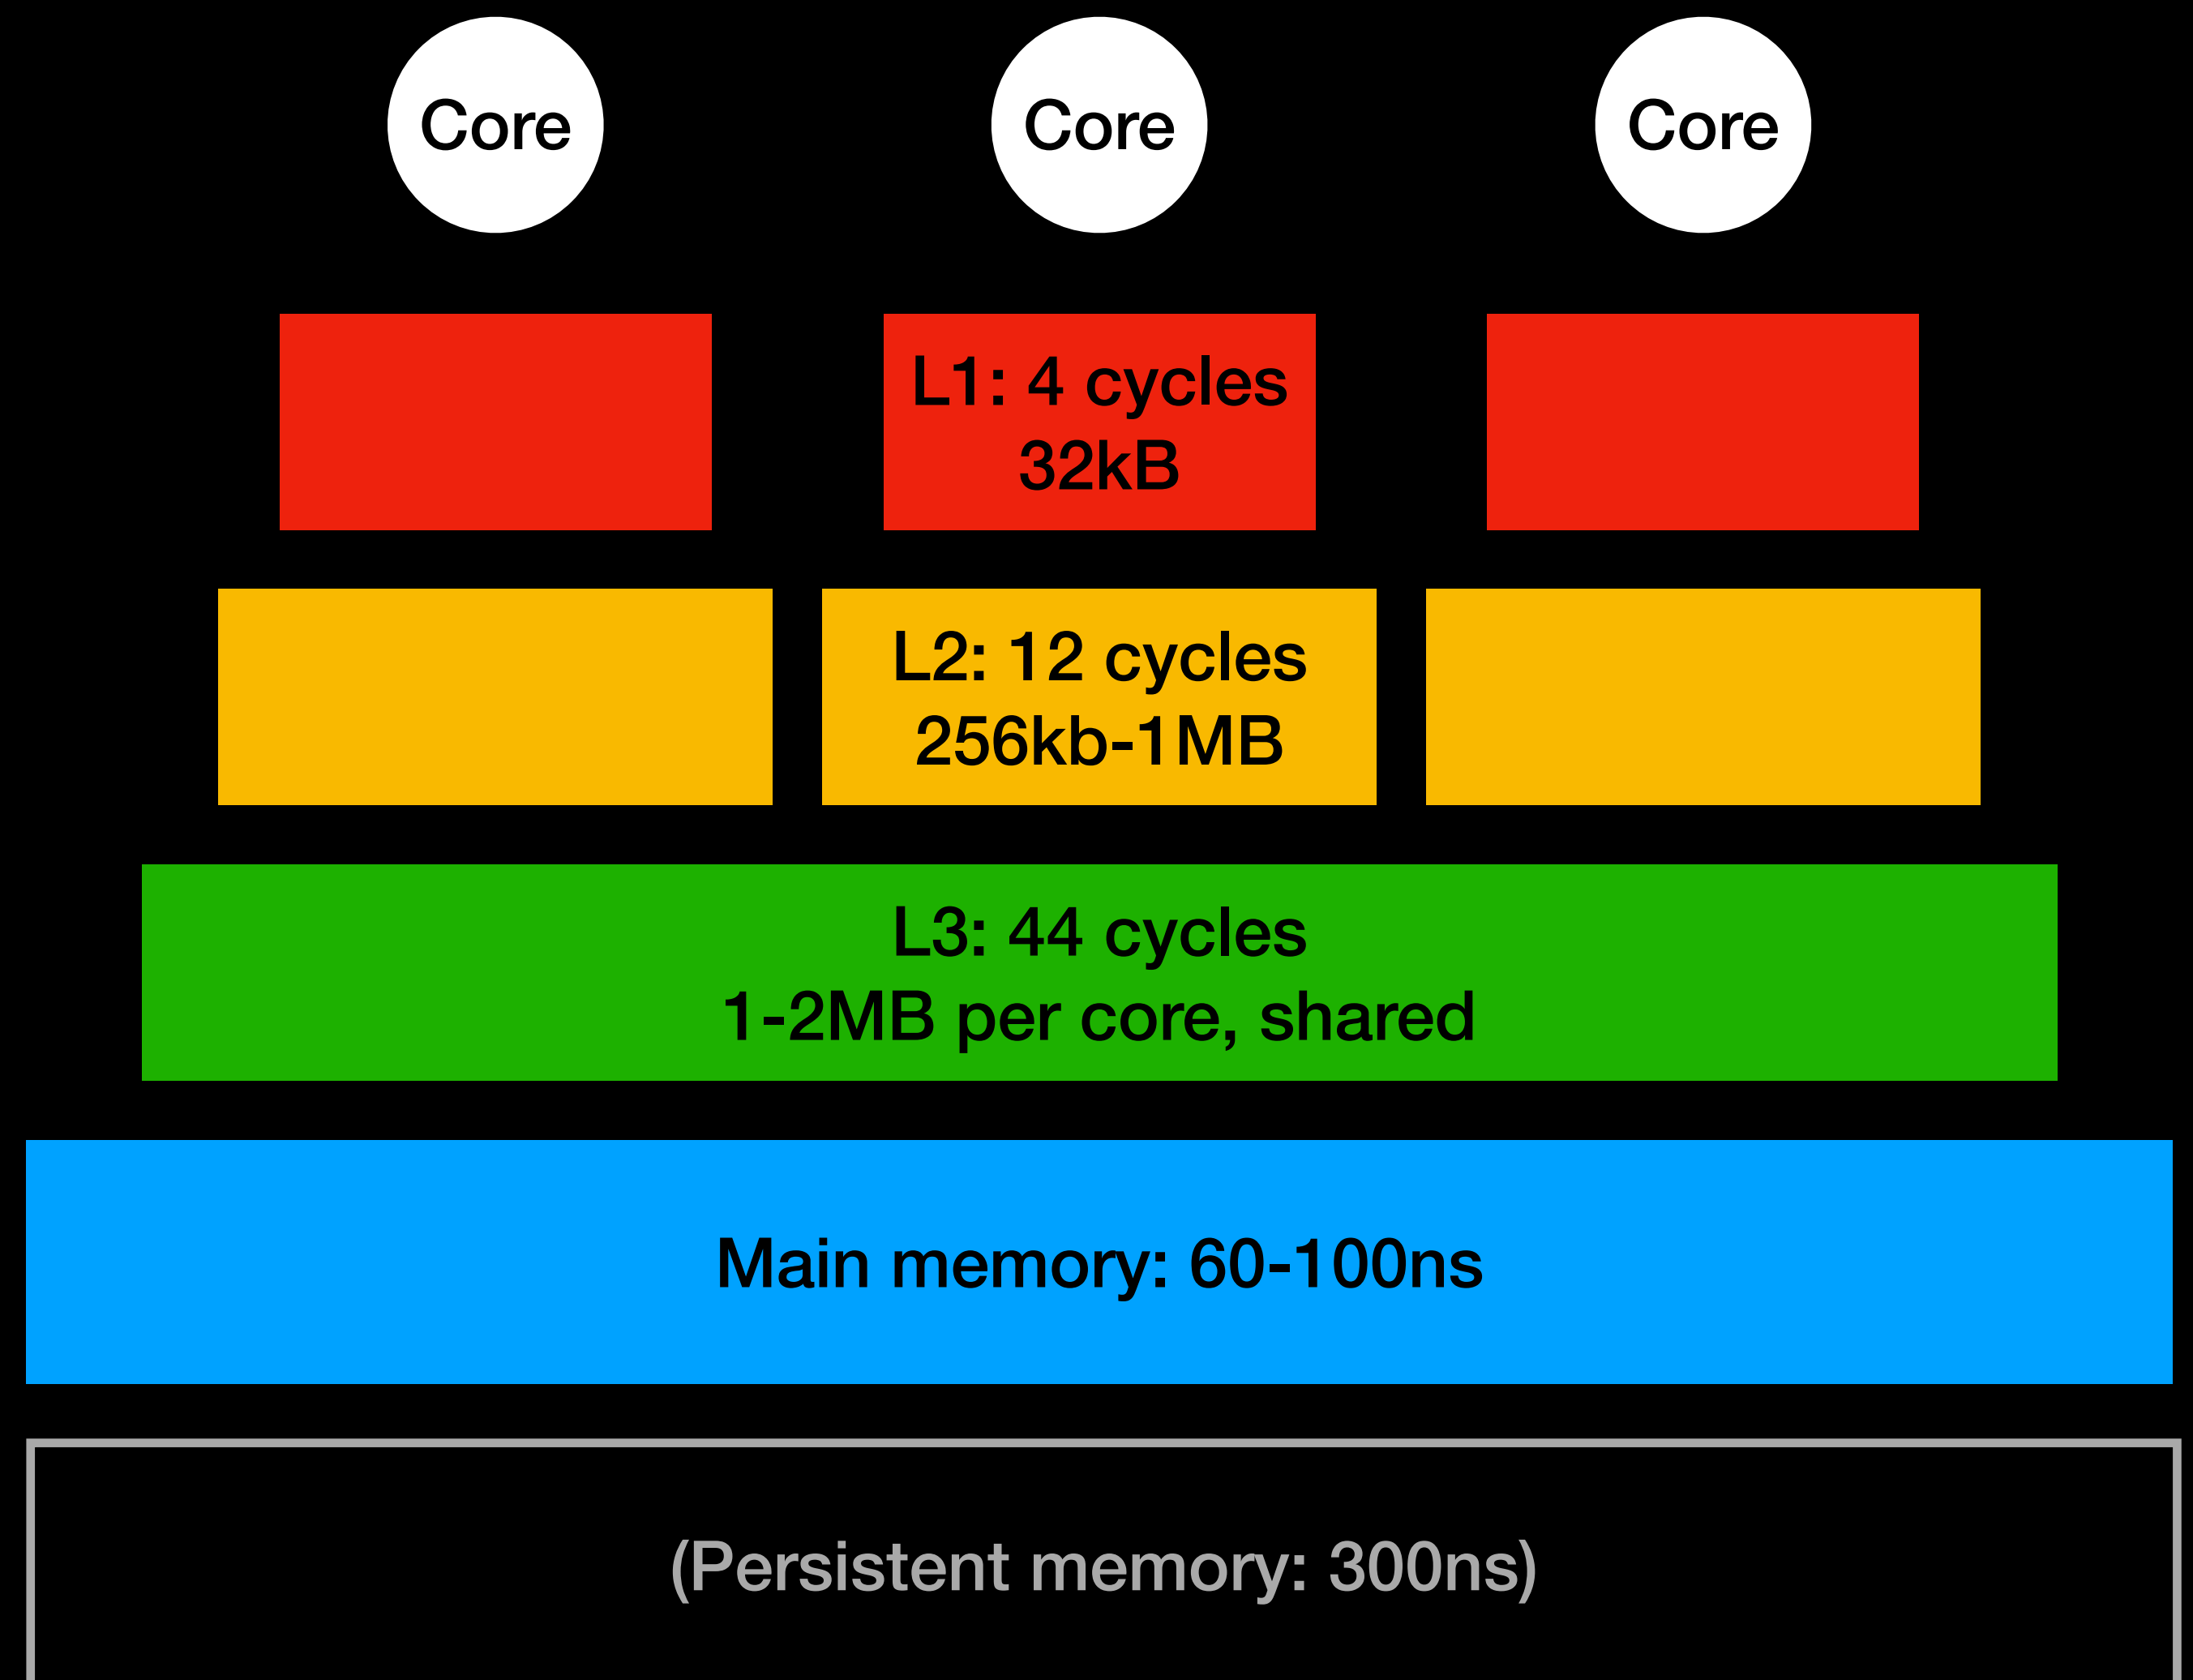 Core
Core
Core
L1: 4 cycles
32kB
L2: 12 cycles
256kb-1MB
L3: 44 cycles
1-2MB per core, shared
Main memory: 60-100ns
(Persistent memory: 300ns)